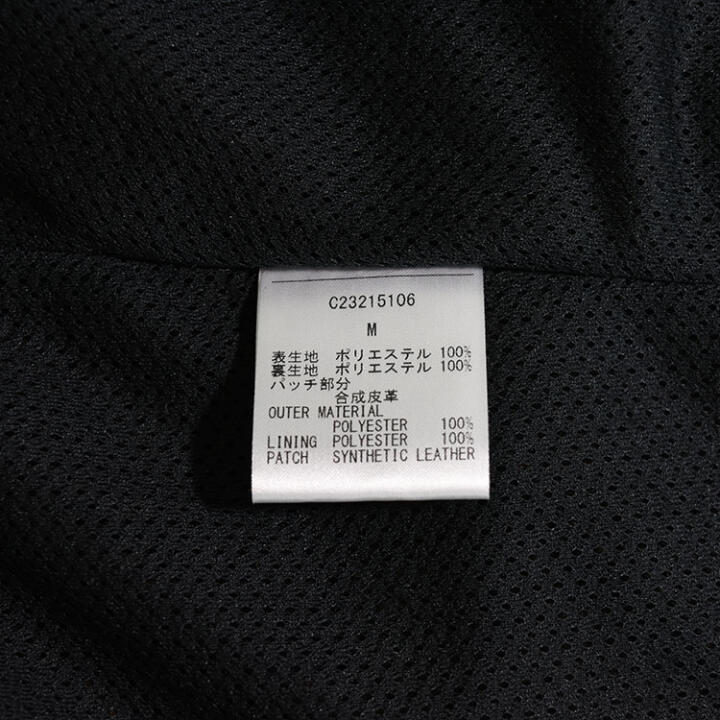 C23215106
M
表生地 ポリエステル 100%
裏生地 ポリエステル 100%
パッチ部分
合成皮革
OUTER MATERIAL
POLYESTER 100%
LINING POLYESTER 100%
PATCH SYNTHETIC LEATHER